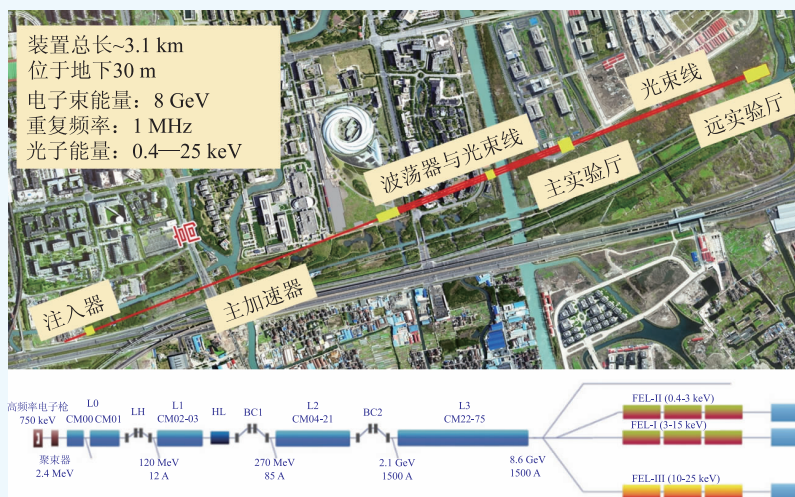 装置总长~3.1 km
位于地下30 m
电子束能量：8 GeV
重复频率：1 MHz
光子能量：0.4—25 keV
光束线
远实验厅
波荡器与光束线
主实验厅
主加速器
注入器
高频率电子枪
750 keV
聚束器
2.4 MeV
L0
CM00 CM01
LH
120 MeV
12 A
L1
CM02-03
HL
BC1
270 MeV
85 A
L2
CM04-21
BC2
2.1 GeV
1500 A
L3
CM22-75
8.6 GeV
1500 A
FEL-II (0.4-3 keV)
FEL-I (3-15 keV)
FEL-III (10-25 keV)